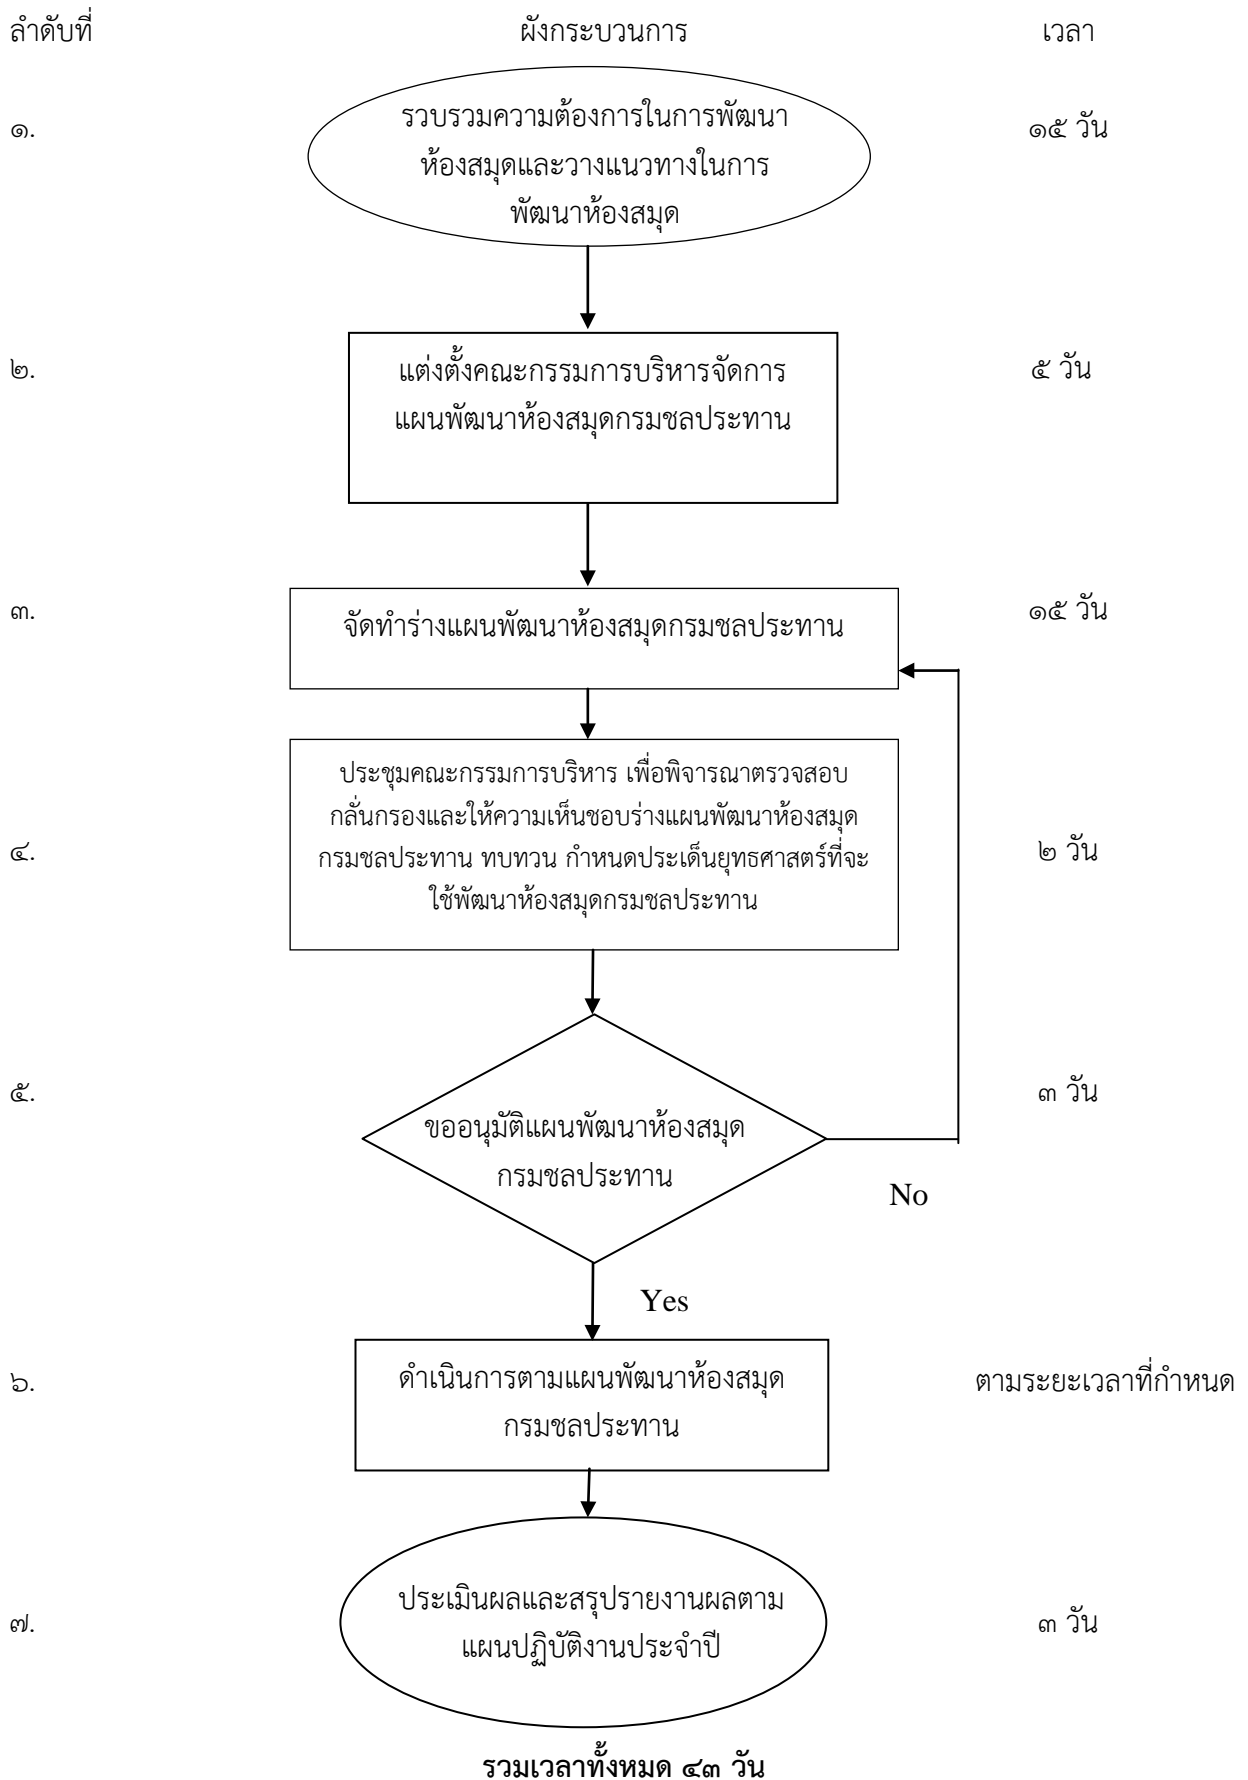 ลำดับที่ ผังกระบวนการ เวลา
๑. รวบรวมความต้องการในการพัฒนา ๑๕ วัน
ห้องสมุดและวางแนวทางในการ
พัฒนาห้องสมุด
๒. แต่งตั้งคณะกรรมการบริหารจัดการ ๕ วัน
แผนพัฒนาห้องสมุดกรมชลประทาน
๓. จัดทำร่างแผนพัฒนาห้องสมุดกรมชลประทาน ๑๕ วัน
ประชุมคณะกรรมการบริหาร เพื่อพิจารณาตรวจสอบ
กลั่นกรองและให้ความเห็นชอบร่างแผนพัฒนาห้องสมุด
๔. กรมชลประทาน ทบทวน กำหนดประเด็นยุทธศาสตร์ที่จะ ๒ วัน
ใช้พัฒนาห้องสมุดกรมชลประทาน
๕. ขออนุมัติแผนพัฒนาห้องสมุด ๓ วัน
กรมชลประทาน
No
Yes
๖. ดำเนินการตามแผนพัฒนาห้องสมุด ตามระยะเวลาที่กำหนด
กรมชลประทาน
๗. ประเมินผลและสรุปรายงานผลตาม ๓ วัน
แผนปฏิบัติงานประจำปี
รวมเวลาทั้งหมด ๔๓ วัน